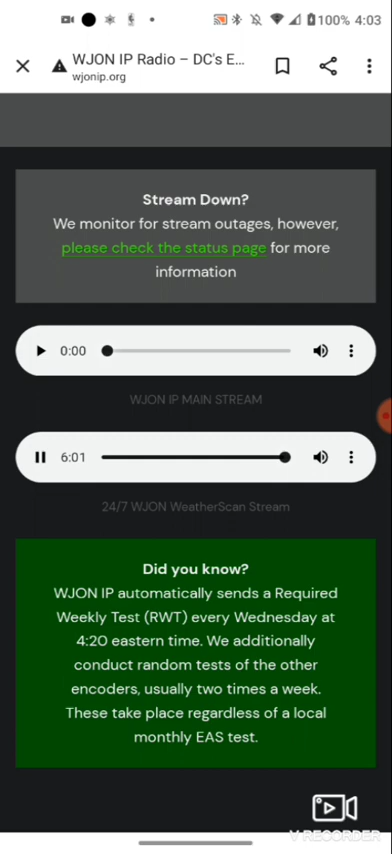 100% 4:03
WJON IP Radio – DC's E...
wjonip.org
Stream Down?
We monitor for stream outages, however,
please check the status page for more
information
0:00
WJON IP MAIN STREAM
6:01
24/7 WJON WeatherScan Stream
Did you know?
WJON IP automatically sends a Required
Weekly Test (RWT) every Wednesday at
4:20 eastern time. We additionally
conduct random tests of the other
encoders, usually two times a week.
These take place regardless of a local
monthly EAS test.
V RECORDER